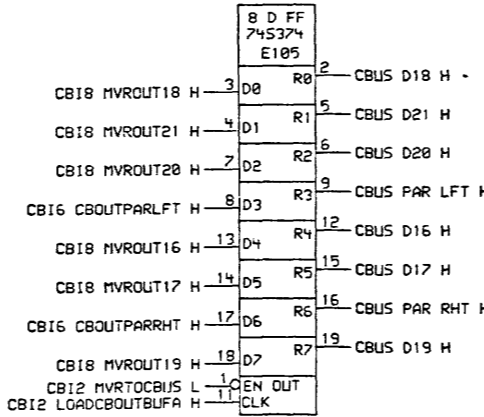 8 D FF
74S374
E105
CBI8 MVROUT18 H 3 D0 R0 2 CBUS D18 H
CBI8 MVROUT21 H 4 D1 R1 5 CBUS D21 H
CBI8 MVROUT20 H 7 D2 R2 6 CBUS D20 H
CBI6 CBOUTPARLFT H 8 D3 R3 9 CBUS PAR LFT H
CBI8 MVROUT16 H 13 D4 R4 12 CBUS D16 H
CBI8 MVROUT17 H 14 D5 R5 15 CBUS D17 H
CBI6 CBOUTPARRHT H 17 D6 R6 16 CBUS PAR RHT H
CBI8 MVROUT19 H 18 D7 R7 19 CBUS D19 H
CBI2 MVRTOCBUS L 1 EN OUT
CBI2 LOADCBOUTBUFA H 11 CLK